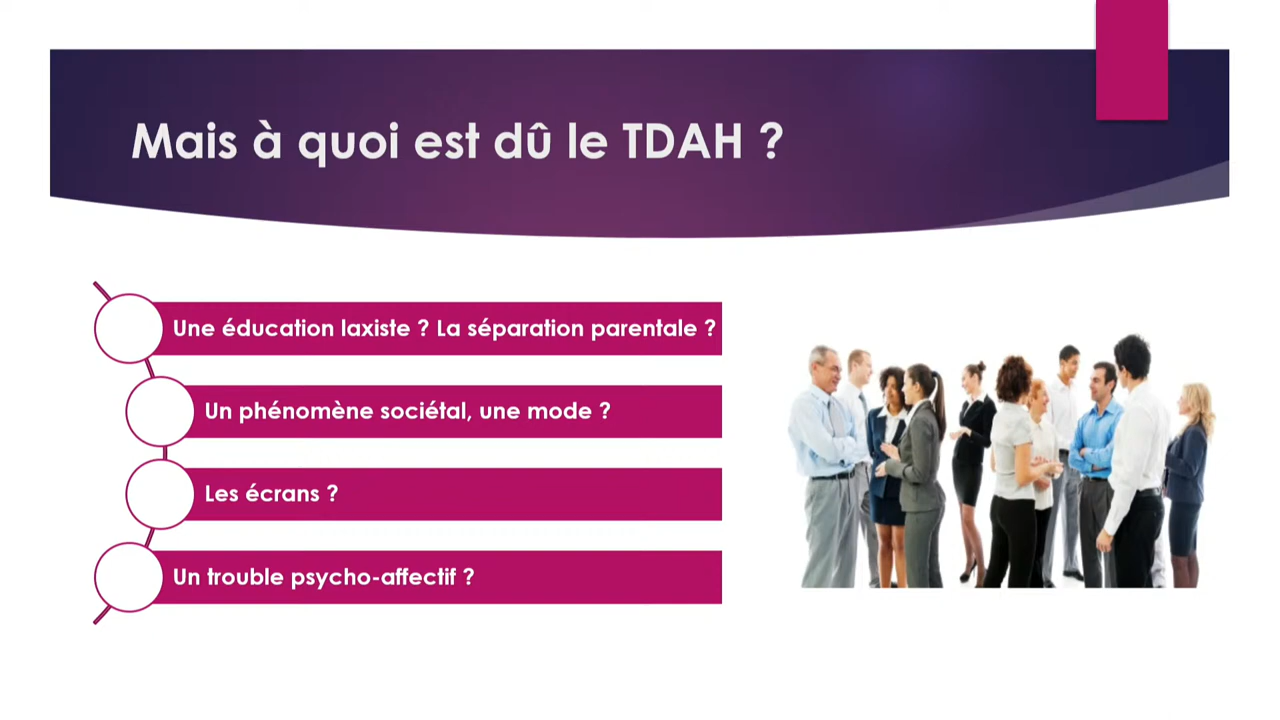 Mais à quoi est dû le TDAH ?
Une éducation laxiste ? La séparation parentale ?
Un phénomène sociétal, une mode ?
Les écrans ?
Un trouble psycho-affectif ?